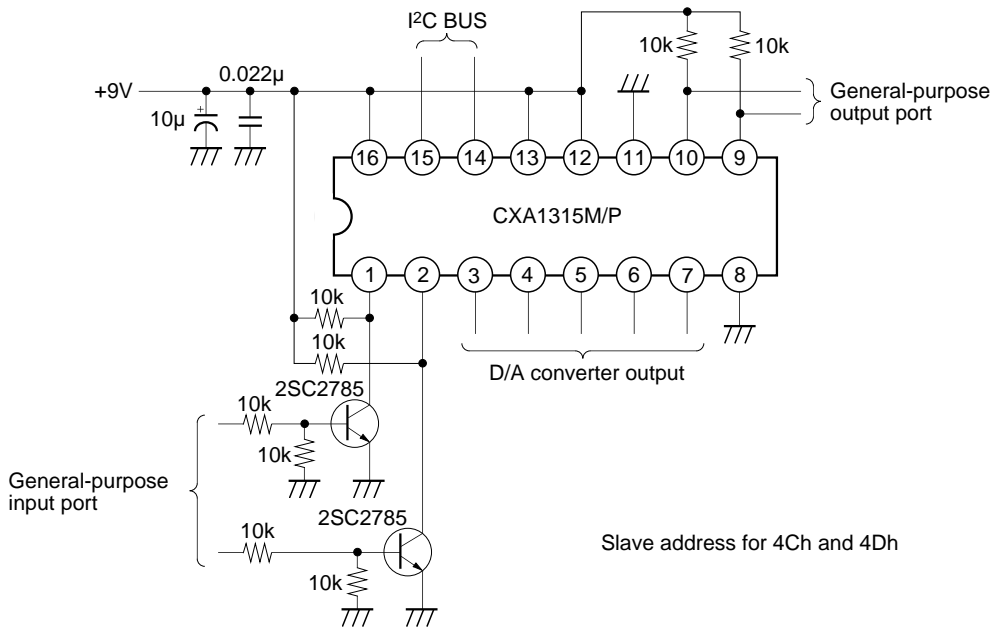 I²C BUS
10k
10k
0.022μ
+9V
General-purpose
output port
+
10μ
16
15
14
13
12
11
10
9
CXA1315M/P
1
2
3
4
5
6
7
8
10k
10k
D/A converter output
2SC2785
10k
10k
General-purpose
input port
2SC2785
10k
Slave address for 4Ch and 4Dh
10k